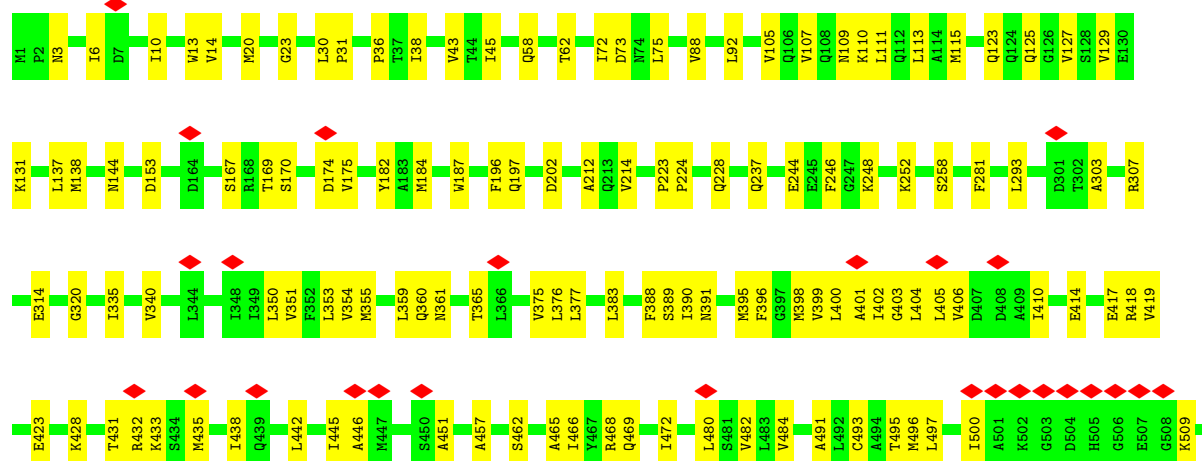 M1 P2 N3 I6 D7 I10 W13 V14 M20 G23 L30 P31 P36 T37 I38 V43 T44 I45 Q58 T62 I72 D73 N74 L75 V88 L92 V105 Q106 V107 Q108 N109 K110 L111 Q112 L113 A114 M115 Q123 Q124 Q125 G126 V127 S128 V129 E130
K131 L137 M138 N144 D153 D164 S167 R168 T169 S170 D174 V175 Y182 A183 M184 W187 F196 Q197 D202 A212 Q213 V214 P223 P224 Q228 Q237 E244 E245 F246 G247 K248 K252 S258 F281 L293 D301 T302 A303 R307
E314 G320 I335 V340 L344 I348 I349 L350 V351 F352 L353 V354 M355 L359 Q360 N361 T365 L366 V375 L376 L377 L383 F388 S389 I390 N391 M395 F396 G397 M398 V399 L400 A401 I402 G403 L404 L405 V406 D407 D408 A409 I410 E414 E417 R418 V419
E423 K428 T431 R432 K433 S434 M435 I438 Q439 L442 I445 A446 M447 S450 A451 A457 S462 A465 I466 Y467 R468 Q469 I472 L480 S481 V482 L483 V484 A491 L492 C493 A494 T495 M496 L497 I500 A501 K502 G503 D504 H505 G506 E507 G508 K509